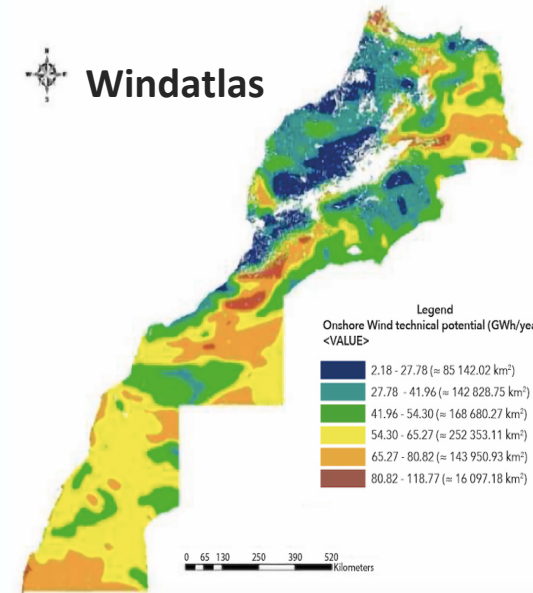 Windatlas
Legend
Onshore Wind technical potential (GWh/yea
<VALUE>
2.18 - 27.78 (≈ 85 142.02 km²)
27.78 - 41.96 (≈ 142 828.75 km²)
41.96 - 54.30 (≈ 168 680.27 km²)
54.30 - 65.27 (≈ 252 353.11 km²)
65.27 - 80.82 (≈ 143 950.93 km²)
80.82 - 118.77 (≈ 16 097.18 km²)
0 65 130 250 390 520
Kilometers